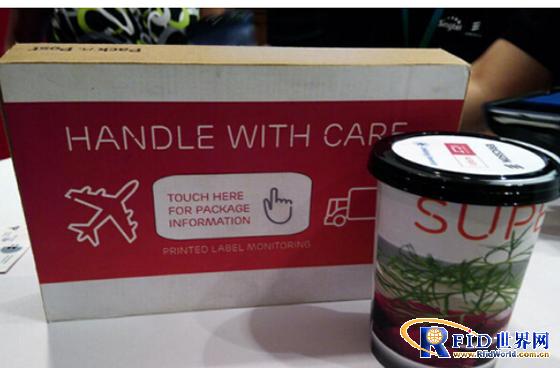 Pack n Post
Singtel
HANDLE WITH CARE
TOUCH HERE
FOR PACKAGE
INFORMATION
PRINTED LABEL MONITORING
SUPE
RFID世界网
www.RfidWorld.com.cn